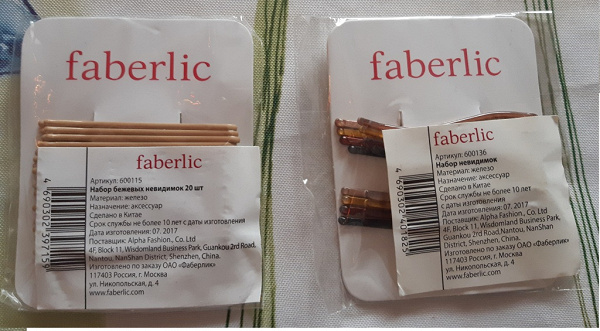 faberlic
faberlic
Артикул: 600115
Набор бежевых невидимок 20 шт
Материал: железо
Назначение: аксессуар
Сделано в Китае
Срок службы не более 10 лет с даты изготовления
Дата изготовления: 07. 2017
Поставщик: Alpha Fashion., Co. Ltd
4F, Block 11, Wisdomland Business Park, Guankou 2rd Road,
Nantou, NanShan District, Shenzhen, China.
Изготовлено по заказу ОАО «Фаберлик»
117403 Россия, г. Москва
ул. Никопольская, д. 4
www.faberlic.com
faberlic
faberlic
Артикул: 600136
Набор невидимок
Материал: железо
Назначение: аксессуар
Сделано в Китае
Срок службы не более 10 лет
с даты изготовления
Дата изготовления: 07. 2017
Поставщик: Alpha Fashion., Co. Ltd
4F, Block 11, Wisdomland Business Park,
Guankou 2rd Road, Nantou, NanShan
District, Shenzhen, China.
Изготовлено по заказу ОАО «Фаберлик»
117403 Россия, г. Москва
ул. Никопольская, д. 4
www.faberlic.com